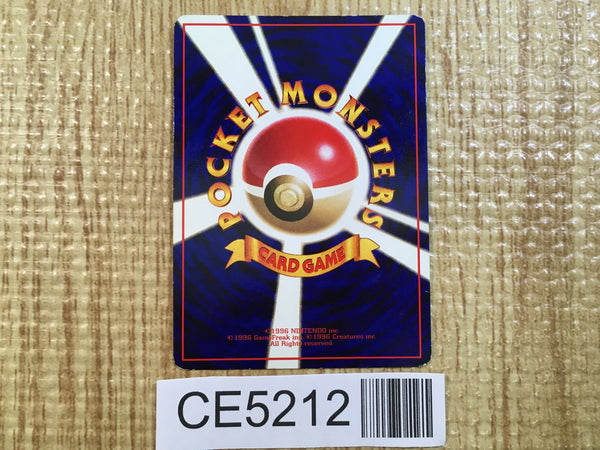 POCKET MONSTERS
CARD GAME
©1996 NINTENDO inc.
©1996 GameFreak inc. ©1996 Creatures inc.
All Rights reserved.
CE5212